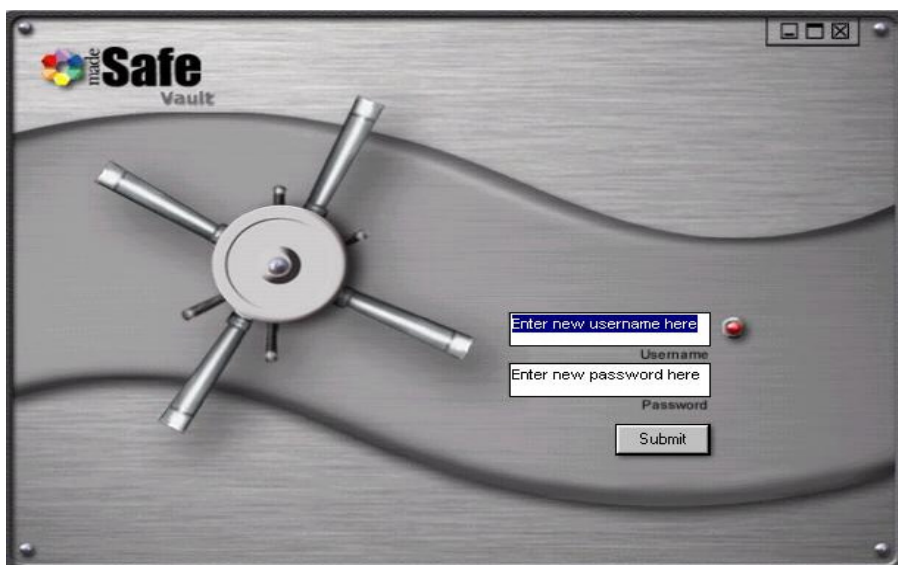 made
Safe
Vault
Enter new username here
Username
Enter new password here
Password
Submit